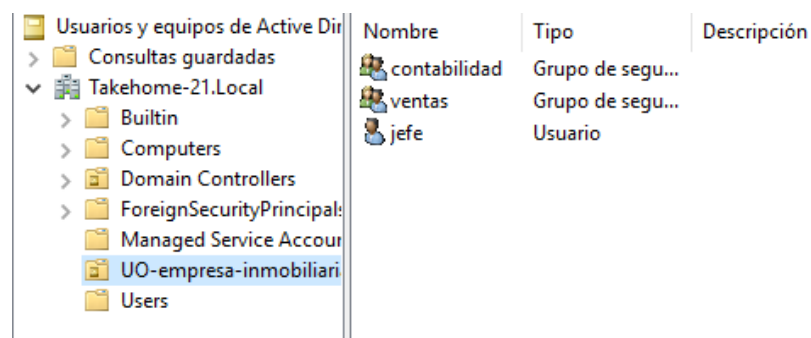 Usuarios y equipos de Active Dir
Consultas guardadas
Takehome-21.Local
Builtin
Computers
Domain Controllers
ForeignSecurityPrincipals
Managed Service Accour
UO-empresa-inmobiliari
Users
Nombre Tipo Descripción
contabilidad Grupo de segu...
ventas Grupo de segu...
jefe Usuario